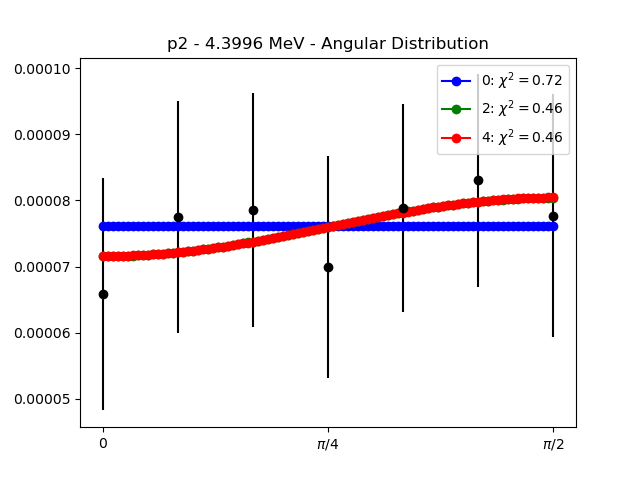 p2 - 4.3996 MeV - Angular Distribution
0.00010
0.00009
0.00008
0.00007
0.00006
0.00005
0: χ² = 0.72
2: χ² = 0.46
4: χ² = 0.46
0
π/4
π/2